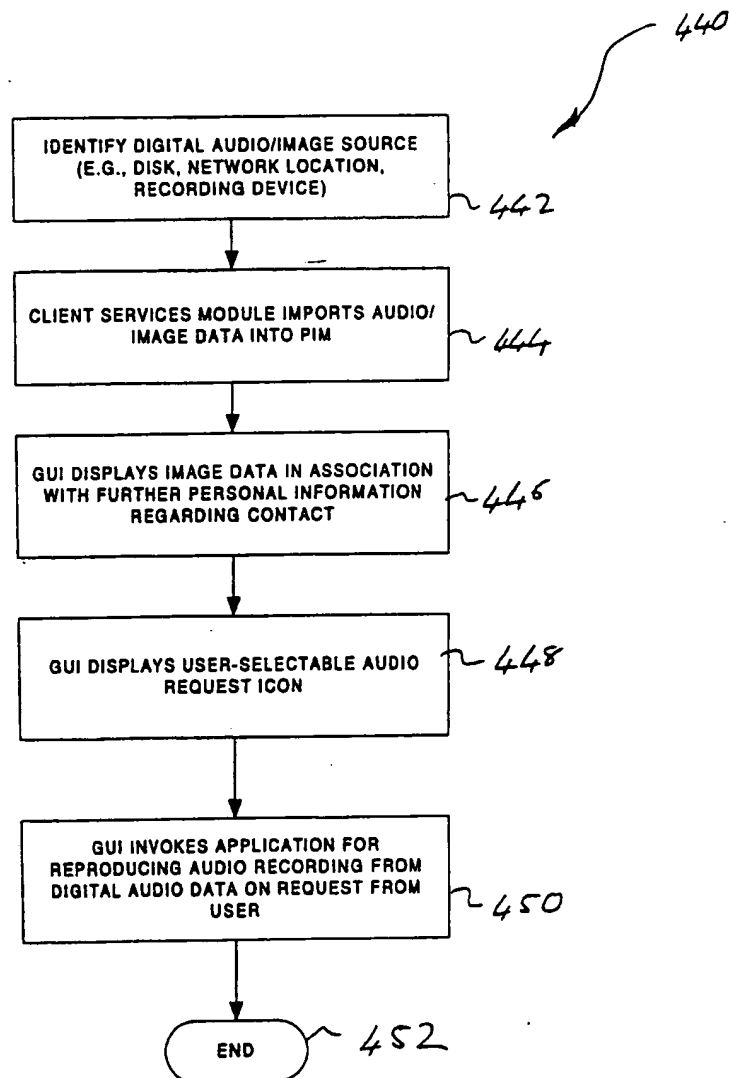 440
IDENTIFY DIGITAL AUDIO/IMAGE SOURCE
(E.G., DISK, NETWORK LOCATION,
RECORDING DEVICE)
442
CLIENT SERVICES MODULE IMPORTS AUDIO/
IMAGE DATA INTO PIM
444
GUI DISPLAYS IMAGE DATA IN ASSOCIATION
WITH FURTHER PERSONAL INFORMATION
REGARDING CONTACT
446
GUI DISPLAYS USER-SELECTABLE AUDIO
REQUEST ICON
448
GUI INVOKES APPLICATION FOR
REPRODUCING AUDIO RECORDING FROM
DIGITAL AUDIO DATA ON REQUEST FROM
USER
450
END
452